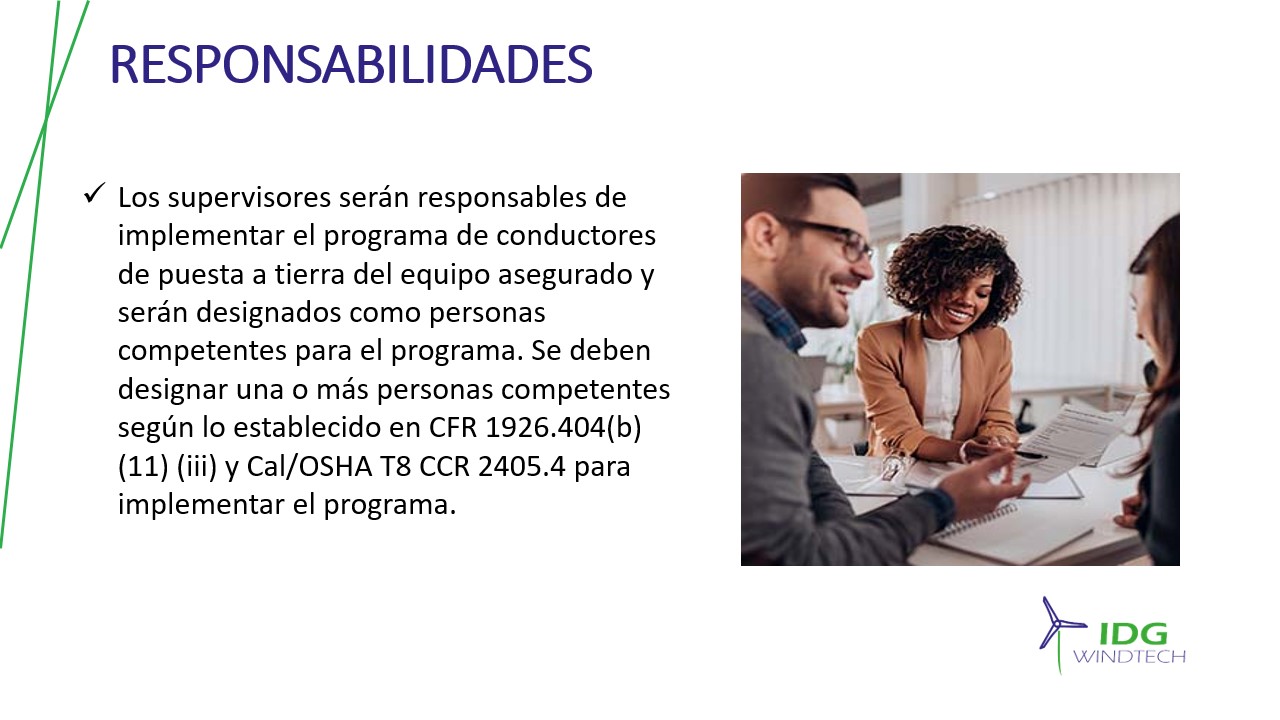 RESPONSABILIDADES
✓ Los supervisores serán responsables de
implementar el programa de conductores
de puesta a tierra del equipo asegurado y
serán designados como personas
competentes para el programa. Se deben
designar una o más personas competentes
según lo establecido en CFR 1926.404(b)
(11) (iii) y Cal/OSHA T8 CCR 2405.4 para
implementar el programa.
IDG
WINDTECH